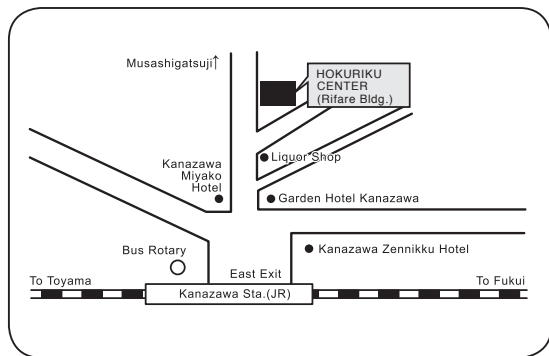 Musashigatsuji↑
HOKURIKU
CENTER
(Rifare Bldg.)
Liquor Shop
Kanazawa
Miyako
Hotel
Garden Hotel Kanazawa
Bus Rotary
Kanazawa Zennikku Hotel
East Exit
To Toyama
To Fukui
Kanazawa Sta.(JR)